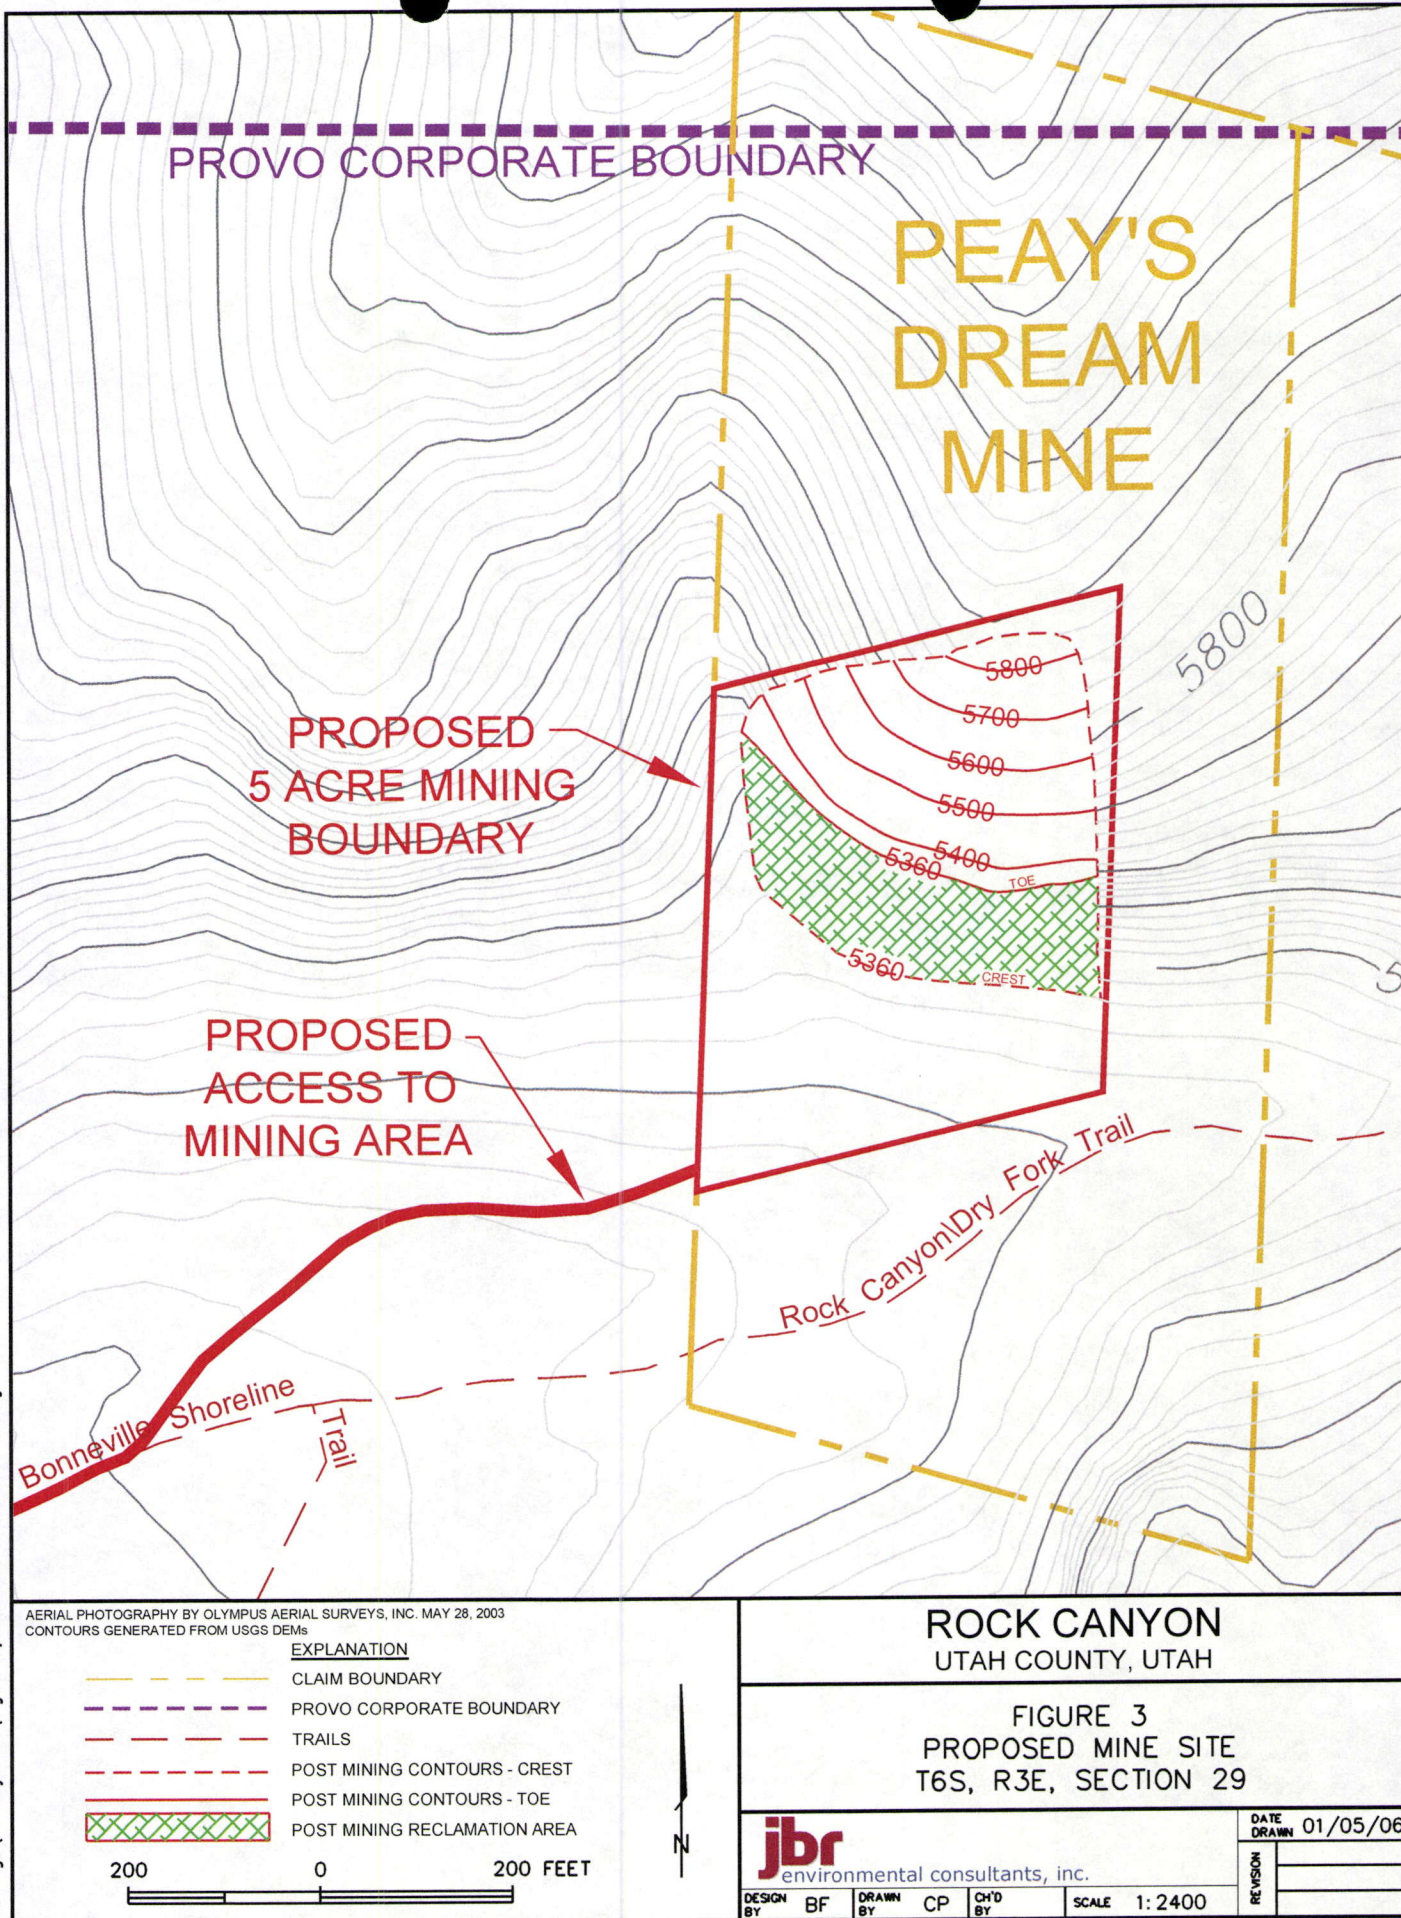 PROVO CORPORATE BOUNDARY
PEAY'S
DREAM
MINE
5800
PROPOSED
5 ACRE MINING
BOUNDARY
5800
5700
5600
5500
5400
5360
TOE
5360
CREST
PROPOSED
ACCESS TO
MINING AREA
Rock Canyon\Dry Fork Trail
Bonneville Shoreline
Trail
AERIAL PHOTOGRAPHY BY OLYMPUS AERIAL SURVEYS, INC. MAY 28, 2003
CONTOURS GENERATED FROM USGS DEMs
EXPLANATION
CLAIM BOUNDARY
PROVO CORPORATE BOUNDARY
TRAILS
POST MINING CONTOURS - CREST
POST MINING CONTOURS - TOE
POST MINING RECLAMATION AREA
200 0 200 FEET
N
ROCK CANYON
UTAH COUNTY, UTAH
FIGURE 3
PROPOSED MINE SITE
T6S, R3E, SECTION 29
jbr
environmental consultants, inc.
DATE DRAWN 01/05/06
REVISION
DESIGN BY BF DRAWN BY CP CH'D BY SCALE 1:2400